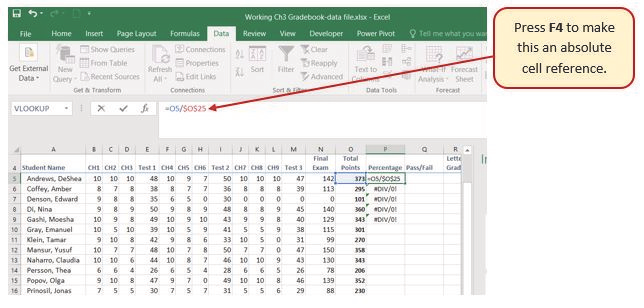 Working Ch3 Gradebook-data file.xlsx - Excel
File Home Insert Draw Page Layout Formulas Data Review View Developer Power Pivot Tell me what you wa
Get External Data
New Query
Show Queries
From Table
Recent Sources
Get & Transform
Refresh All
Connections
Properties
Edit Links
Connections
Sort
Filter
Clear
Reapply
Advanced
Sort & Filter
Text to Columns
Data Tools
What-If Analysis
Forecast Sheet
Forecast
Press F4 to make
this an absolute
cell reference.
VLOOKUP fx =O5/$O$25
A B C D E F G H I J K L M N O P Q R
4 Student Name CH1 CH2 CH3 Test 1 CH4 CH5 CH6 Test 2 CH7 CH8 CH9 Test 3 Final Exam Total Points Percentage Pass/Fail Lette Grad
5 Andrews, DeShea 10 10 10 48 10 9 7 50 10 10 10 47 142 373 =O5/$O$25
6 Coffey, Amber 8 7 8 38 8 7 7 36 8 8 8 39 113 295 #DIV/0!
7 Denson, Edward 9 8 8 35 6 5 0 30 0 0 0 0 0 101 #DIV/0!
8 Di, Nina 9 8 9 50 9 8 9 48 8 8 9 45 140 360 #DIV/0!
9 Gashi, Moesha 10 9 8 49 10 9 10 43 9 9 8 40 129 343 #DIV/0!
10 Gray, Emanuel 5 10 10 39 10 5 9 41 5 5 9 38 115 301
11 Klein, Tamar 9 10 8 42 9 8 6 33 10 5 0 31 99 270
12 Mansur, Yusuf 10 7 7 48 10 7 8 50 7 7 0 47 150 358
13 Naharro, Claudia 10 10 6 44 10 8 7 46 10 10 9 43 130 343
14 Persson, Thea 6 6 4 26 6 5 4 28 6 6 5 26 78 206
15 Popov, Olga 9 10 8 47 9 7 0 49 10 10 8 46 139 352
16 Prinosil, Jonas 7 5 5 30 7 5 7 31 5 5 6 29 88 230